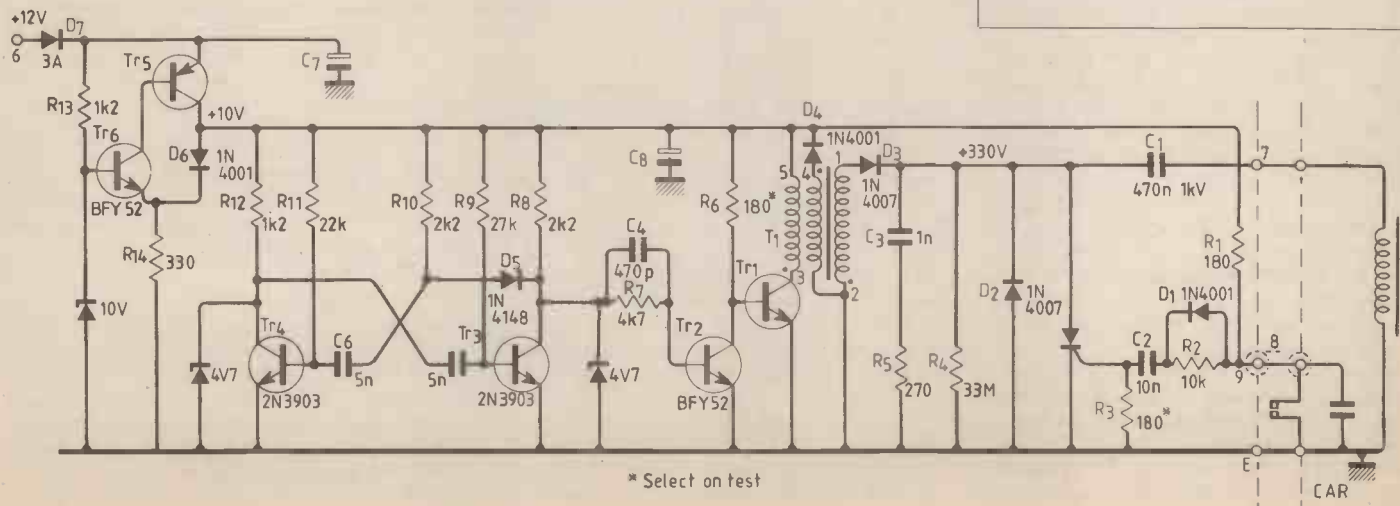 +12V
6
D7
3A
R13
1k2
Tr5
Tr6
BFY 52
R14
330
10V
D6
1N
4001
+10V
C7
R12
1k2
R11
22k
R10
2k2
R9
27k
R8
2k2
D5
1N
4148
Tr4
2N3903
4V7
C6
5n
5n
Tr3
2N3903
4V7
C4
470p
R7
4k7
Tr2
BFY52
C8
R6
180*
Tr1
T1
5
4
1
3
2
D4
1N4001
D3
1N
4007
C3
1n
R5
270
R4
33M
+330V
D2
1N
4007
C1
470n 1kV
7
R1
180
D1 1N4001
C2
10n
R2
10k
R3
180*
8
9
E
CAR
* Select on test